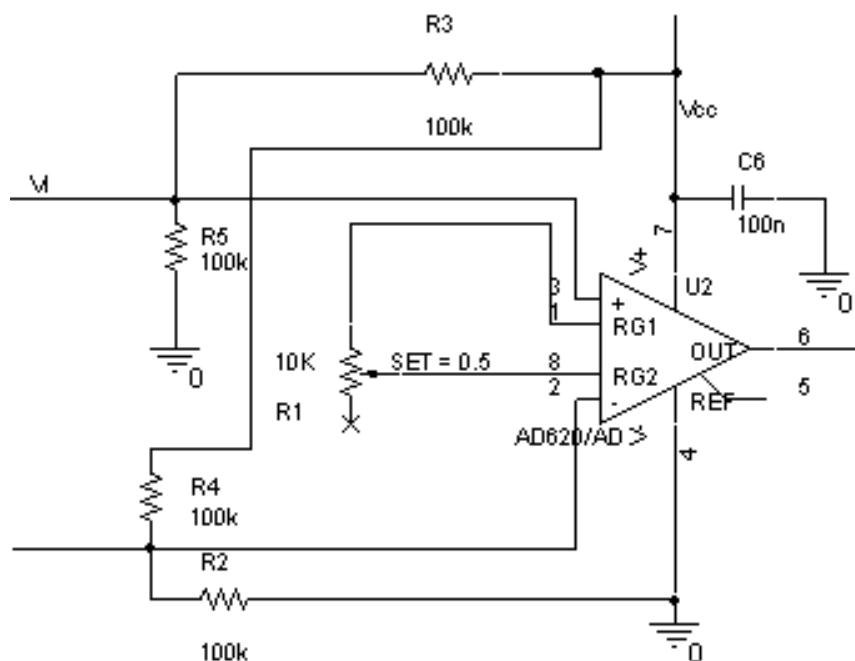 R3
100k
Vcc
C6
100n
VI
R5
100k
0
7
V+
U2
0
3
+
1
RG1
10K
SET = 0.5
8
RG2
OUT
6
R1
2
-
REF
5
AD620/AD
V
4
0
R4
100k
R2
100k
0